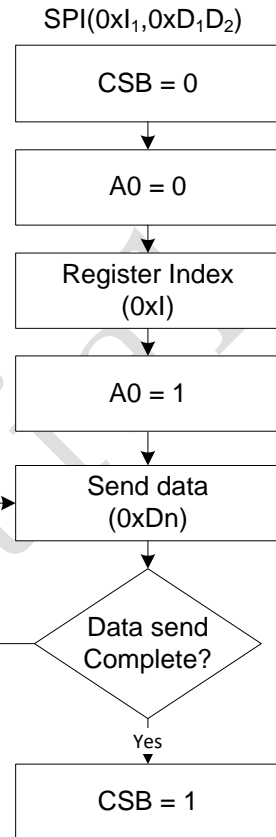 SPI(0xI₁,0xD₁D₂)
CSB = 0
A0 = 0
Register Index
(0xI)
A0 = 1
Send data
(0xDn)
Data send
Complete?
Yes
CSB = 1